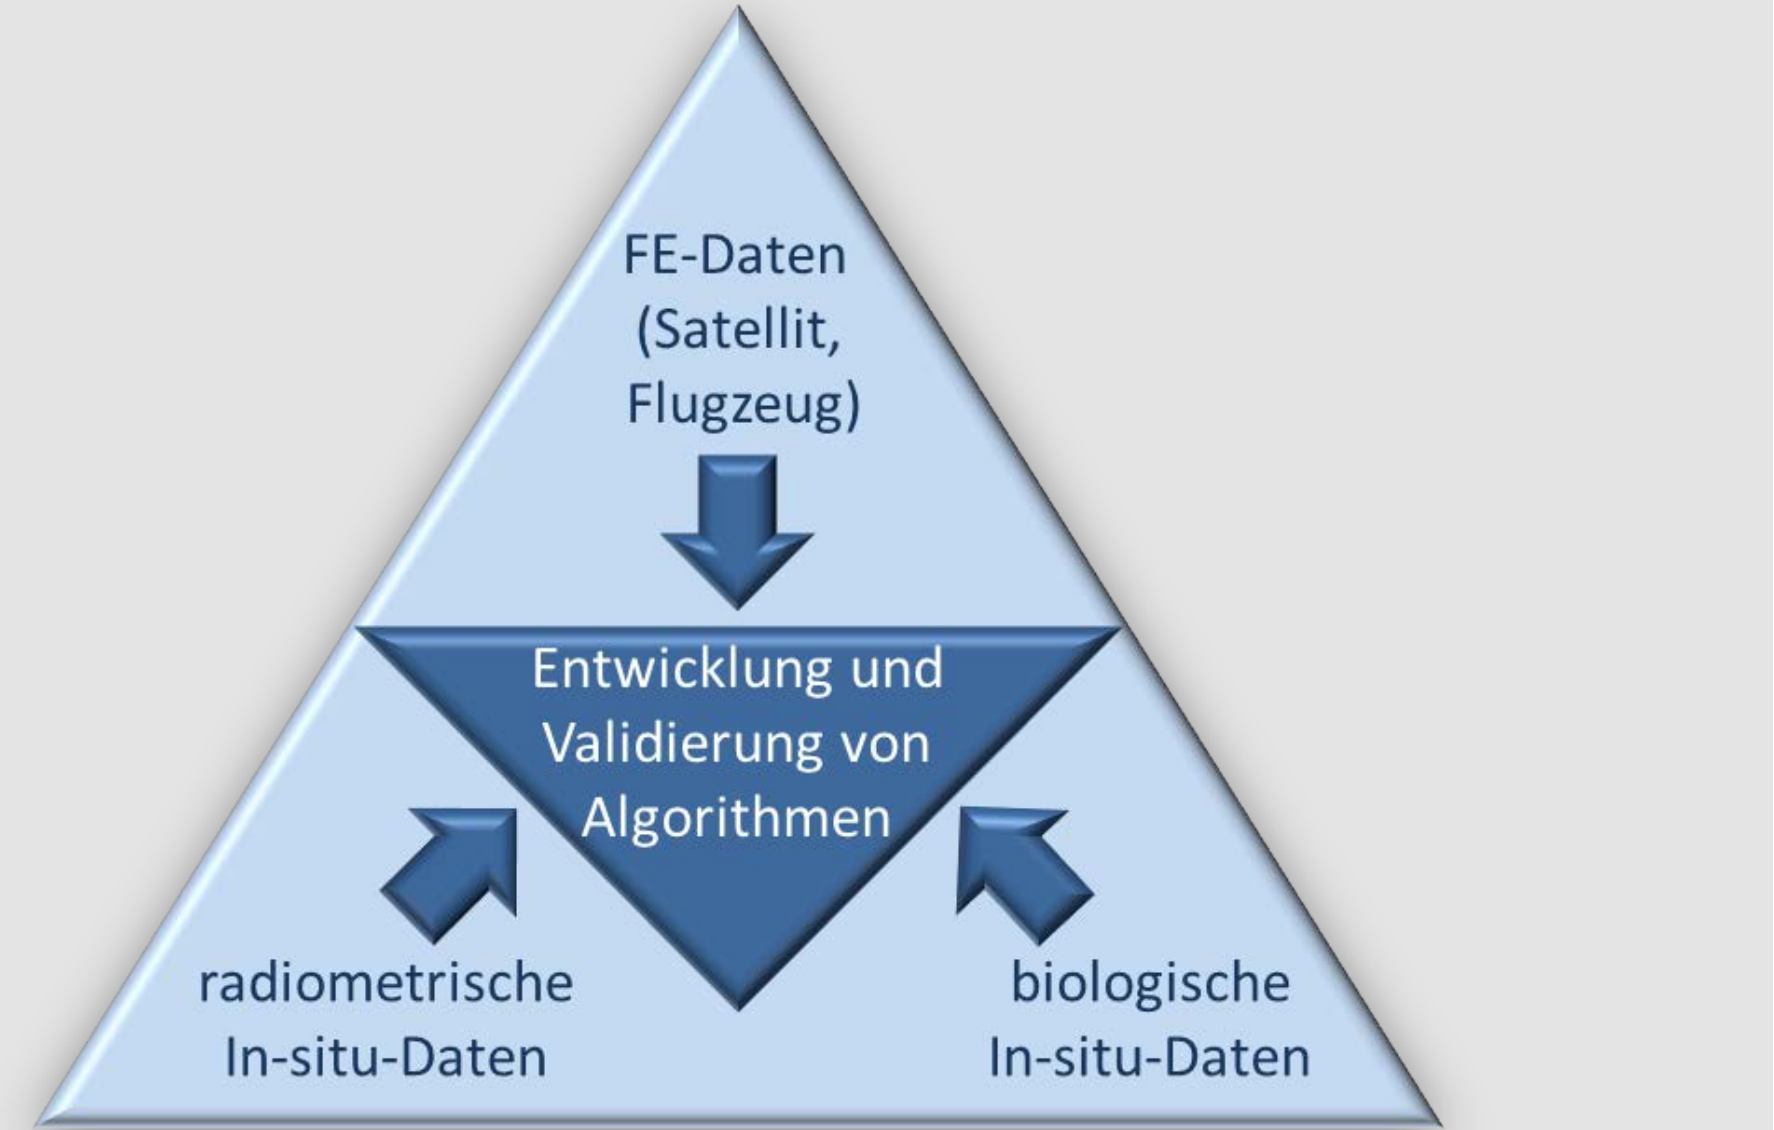 FE-Daten
(Satellit,
Flugzeug)
Entwicklung und
Validierung von
Algorithmen
radiometrische
In-situ-Daten
biologische
In-situ-Daten